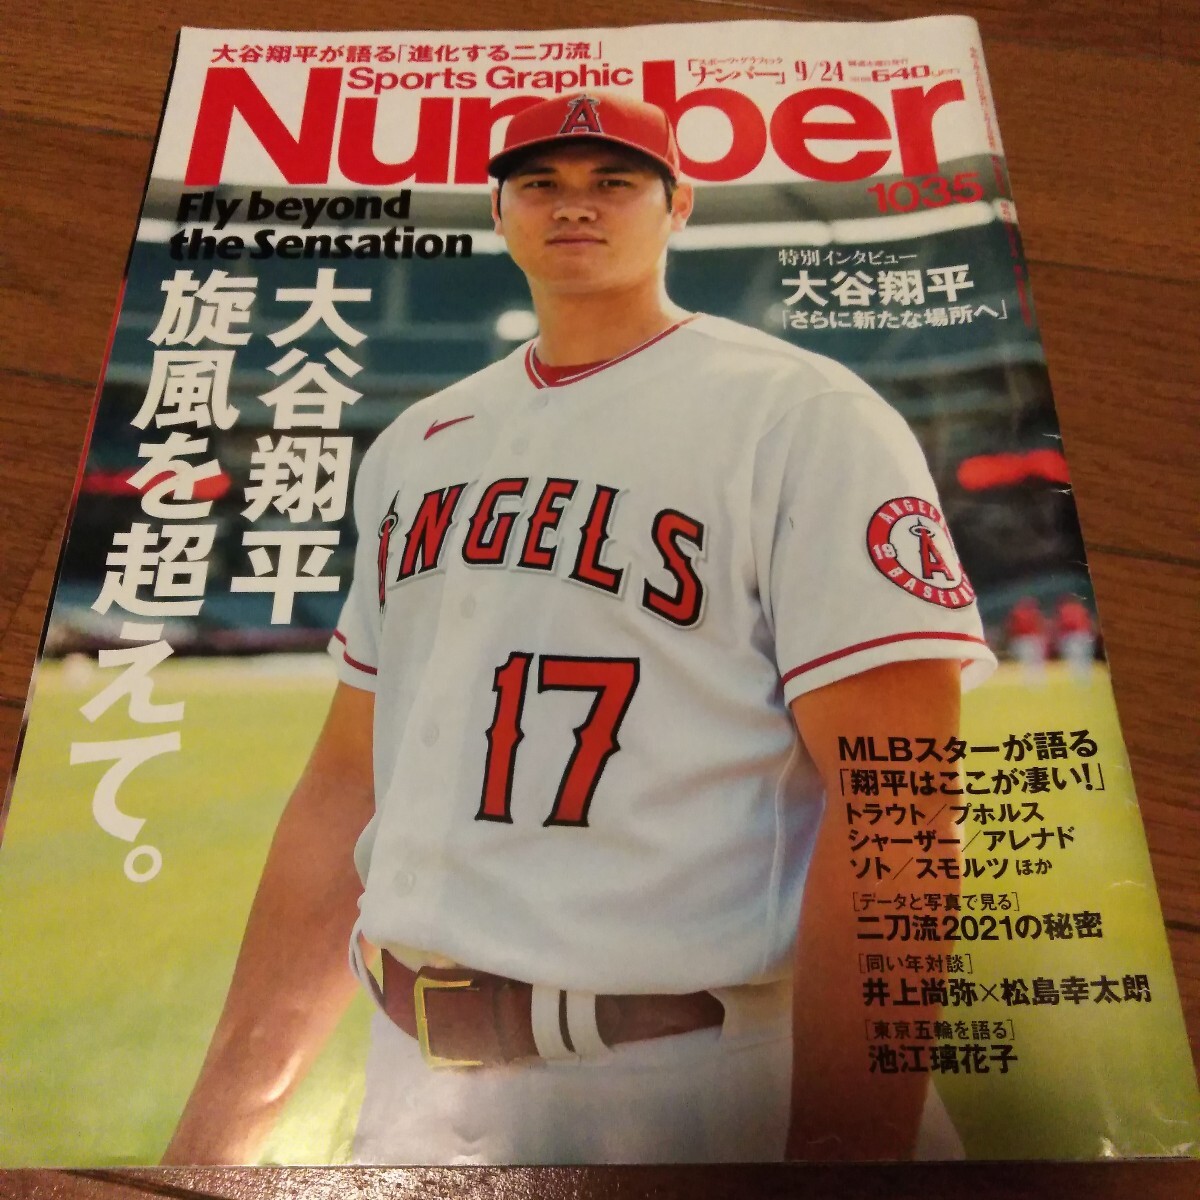 大谷翔平が語る「進化する二刀流」
Sports Graphic
Number
スポーツ・グラフィック
「ナンバー」 9/24
640
1035
Fly beyond
the Sensation
大谷翔平
旋風を超えて。
特別インタビュー
大谷翔平
「さらに新たな場所へ」
A
ANGELS
17
ANGEL
19
A
BASEBA
MLBスターが語る
「翔平はここが凄い!」
トラウト/プホルス
シャーザー/アレナド
ソト/スモルツ ほか
[データと写真で見る]
二刀流2021の秘密
[同い年対談]
井上尚弥×松島幸太朗
[東京五輪を語る]
池江璃花子